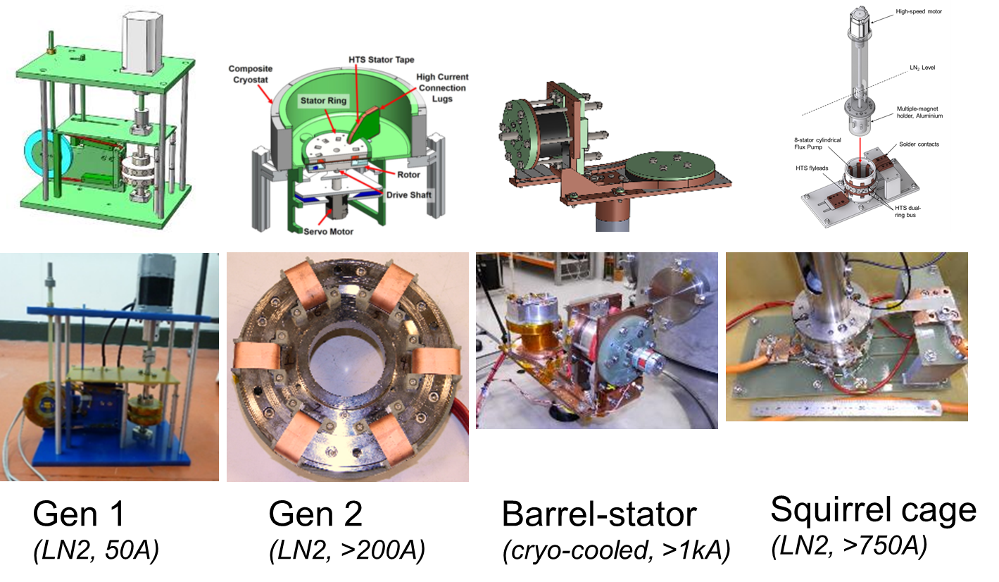 HTS Stator Tape
Composite
Cryostat
High Current
Connection
Lugs
Stator Ring
Rotor
Drive Shaft
Servo Motor
High-speed motor
LN2 Level
Multiple-magnet
holder, Aluminium
8-stator cylindrical
Flux Pump
Solder contacts
HTS flyleads
HTS dual-
ring bus
Gen 1
(LN2, 50A)
Gen 2
(LN2, >200A)
Barrel-stator
(cryo-cooled, >1kA)
Squirrel cage
(LN2, >750A)